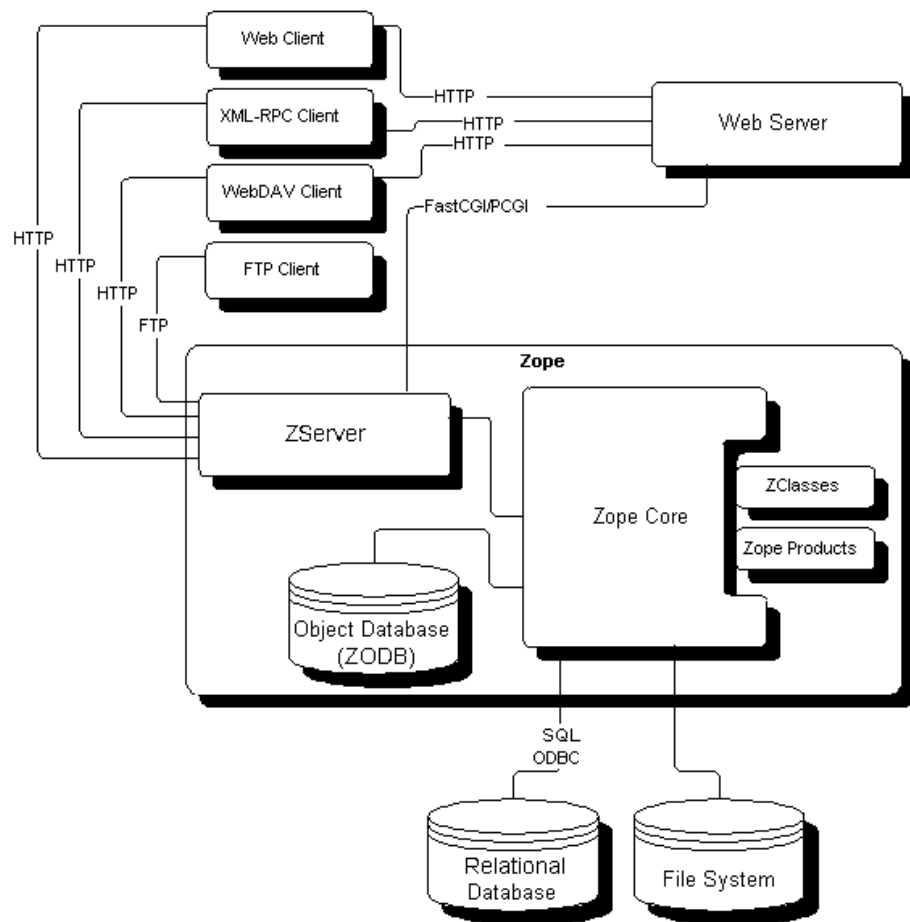 Web Client
HTTP
XML-RPC Client
HTTP
Web Server
HTTP
WebDAV Client
FastCGI/PCGI
HTTP
HTTP
FTP Client
HTTP
FTP
Zope
ZServer
ZClasses
Zope Core
Zope Products
Object Database
(ZODB)
SQL
ODBC
Relational
Database
File System